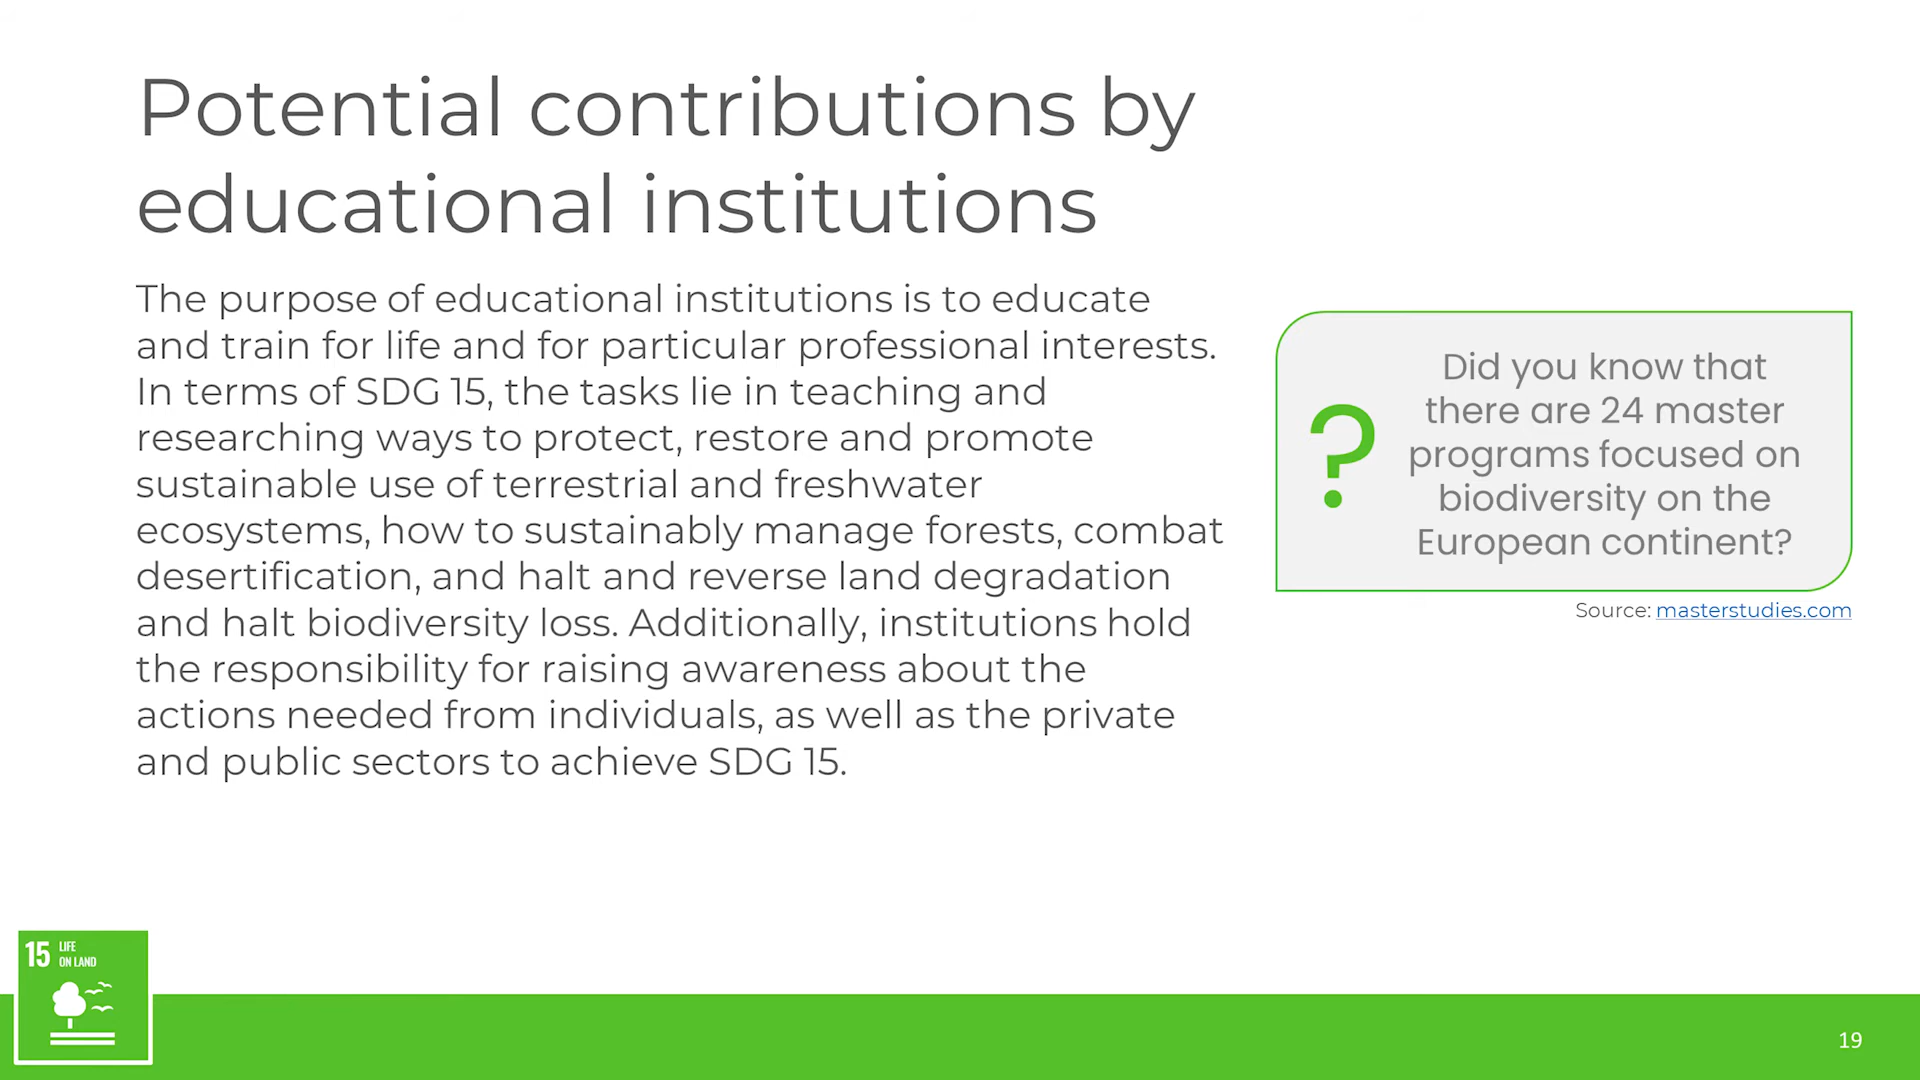 Potential contributions by
educational institutions
The purpose of educational institutions is to educate
and train for life and for particular professional interests.
In terms of SDG 15, the tasks lie in teaching and
researching ways to protect, restore and promote
sustainable use of terrestrial and freshwater
ecosystems, how to sustainably manage forests, combat
desertification, and halt and reverse land degradation
and halt biodiversity loss. Additionally, institutions hold
the responsibility for raising awareness about the
actions needed from individuals, as well as the private
and public sectors to achieve SDG 15.
?
Did you know that
there are 24 master
programs focused on
biodiversity on the
European continent?
Source: masterstudies.com
15 LIFE
ON LAND
19